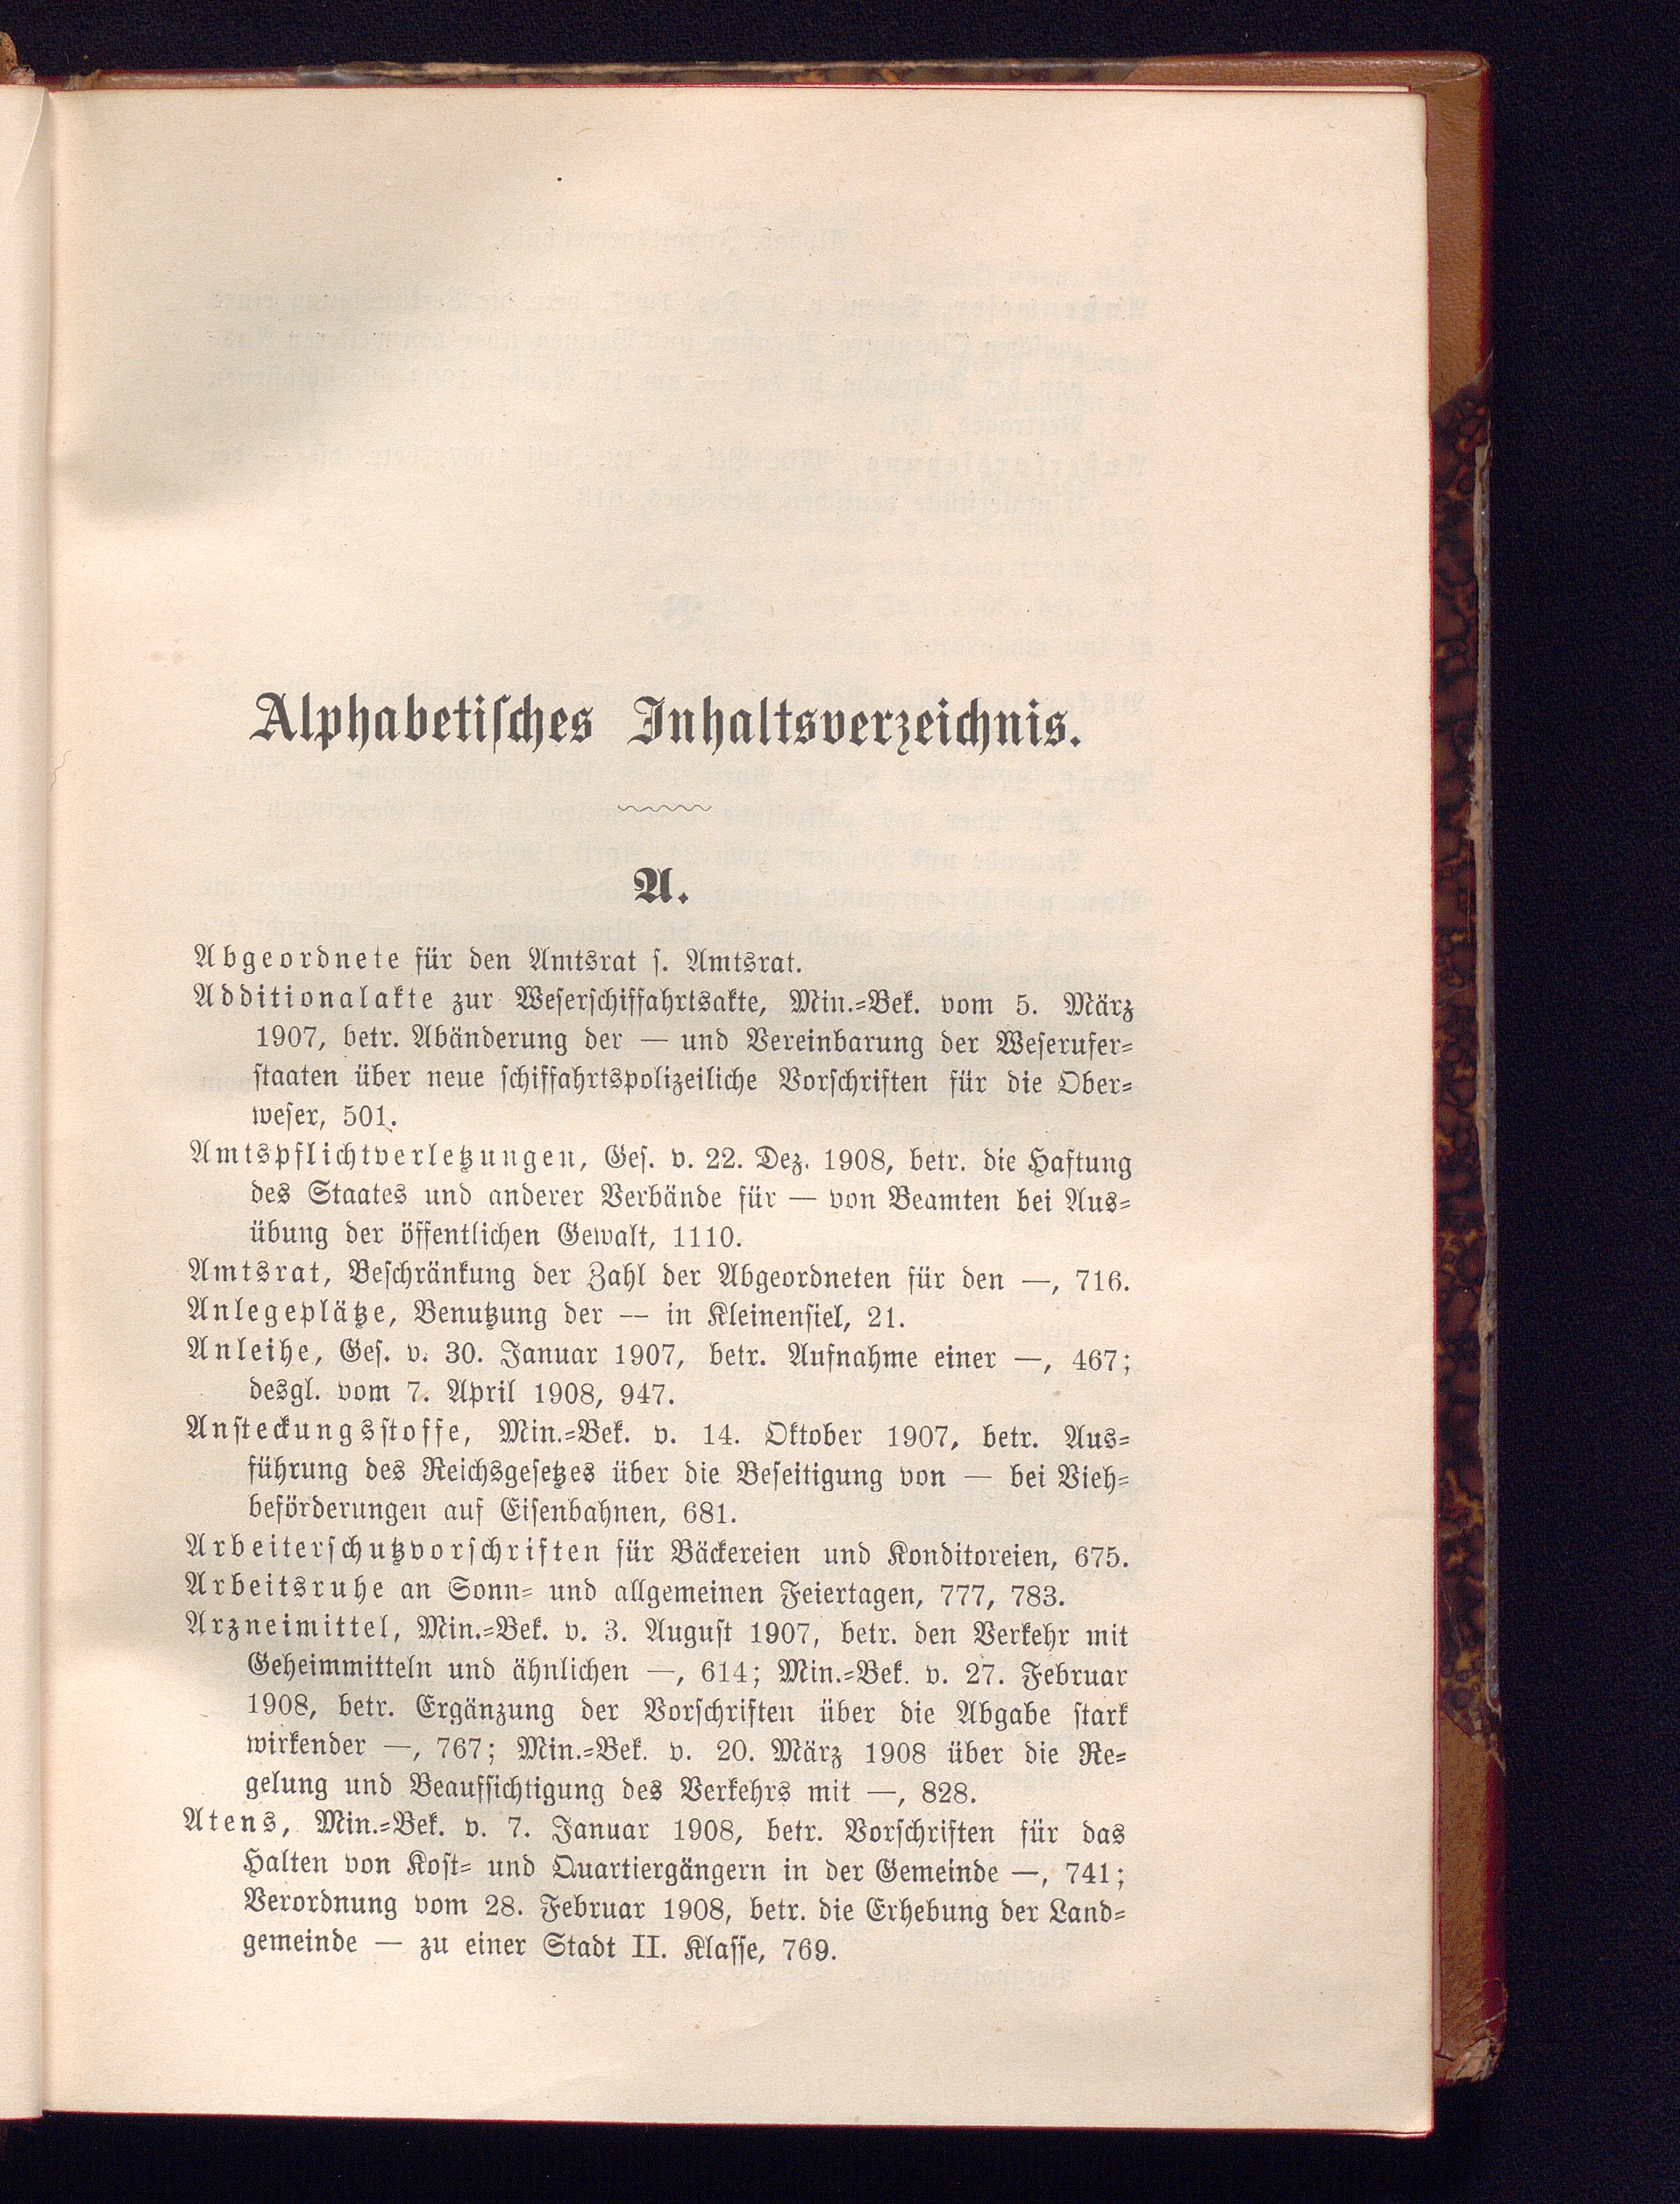 Alphabetisches Inhaltsverzeichnis.
A.
Abgeordnete für den Amtsrat s. Amtsrat.
Additionalakte zur Weserschiffahrtsakte, Min.-Bek. vom 5. März
1907, betr. Abänderung der — und Vereinbarung der Weserufer-
staaten über neue schiffahrtspolizeiliche Vorschriften für die Ober-
weser, 501.
Amtspflichtverletzungen, Ges. v. 22. Dez. 1908, betr. die Haftung
des Staates und anderer Verbände für — von Beamten bei Aus-
übung der öffentlichen Gewalt, 1110.
Amtsrat, Beschränkung der Zahl der Abgeordneten für den —, 716.
Anlegeplätze, Benutzung der — in Kleinensiel, 21.
Anleihe, Ges. v. 30. Januar 1907, betr. Aufnahme einer —, 467;
desgl. vom 7. April 1908, 947.
Ansteckungsstoffe, Min.-Bek. v. 14. Oktober 1907, betr. Aus-
führung des Reichsgesetzes über die Beseitigung von — bei Vieh-
beförderungen auf Eisenbahnen, 681.
Arbeiterschutzvorschriften für Bäckereien und Konditoreien, 675.
Arbeitsruhe an Sonn- und allgemeinen Feiertagen, 777, 783.
Arzneimittel, Min.-Bek. v. 3. August 1907, betr. den Verkehr mit
Geheimmitteln und ähnlichen —, 614; Min.-Bek. v. 27. Februar
1908, betr. Ergänzung der Vorschriften über die Abgabe stark
wirkender —, 767; Min.-Bek. v. 20. März 1908 über die Re-
gelung und Beaufsichtigung des Verkehrs mit —, 828.
Atens, Min.-Bek. v. 7. Januar 1908, betr. Vorschriften für das
Halten von Kost- und Quartiergängern in der Gemeinde —, 741;
Verordnung vom 28. Februar 1908, betr. die Erhebung der Land-
gemeinde — zu einer Stadt II. Klasse, 769.